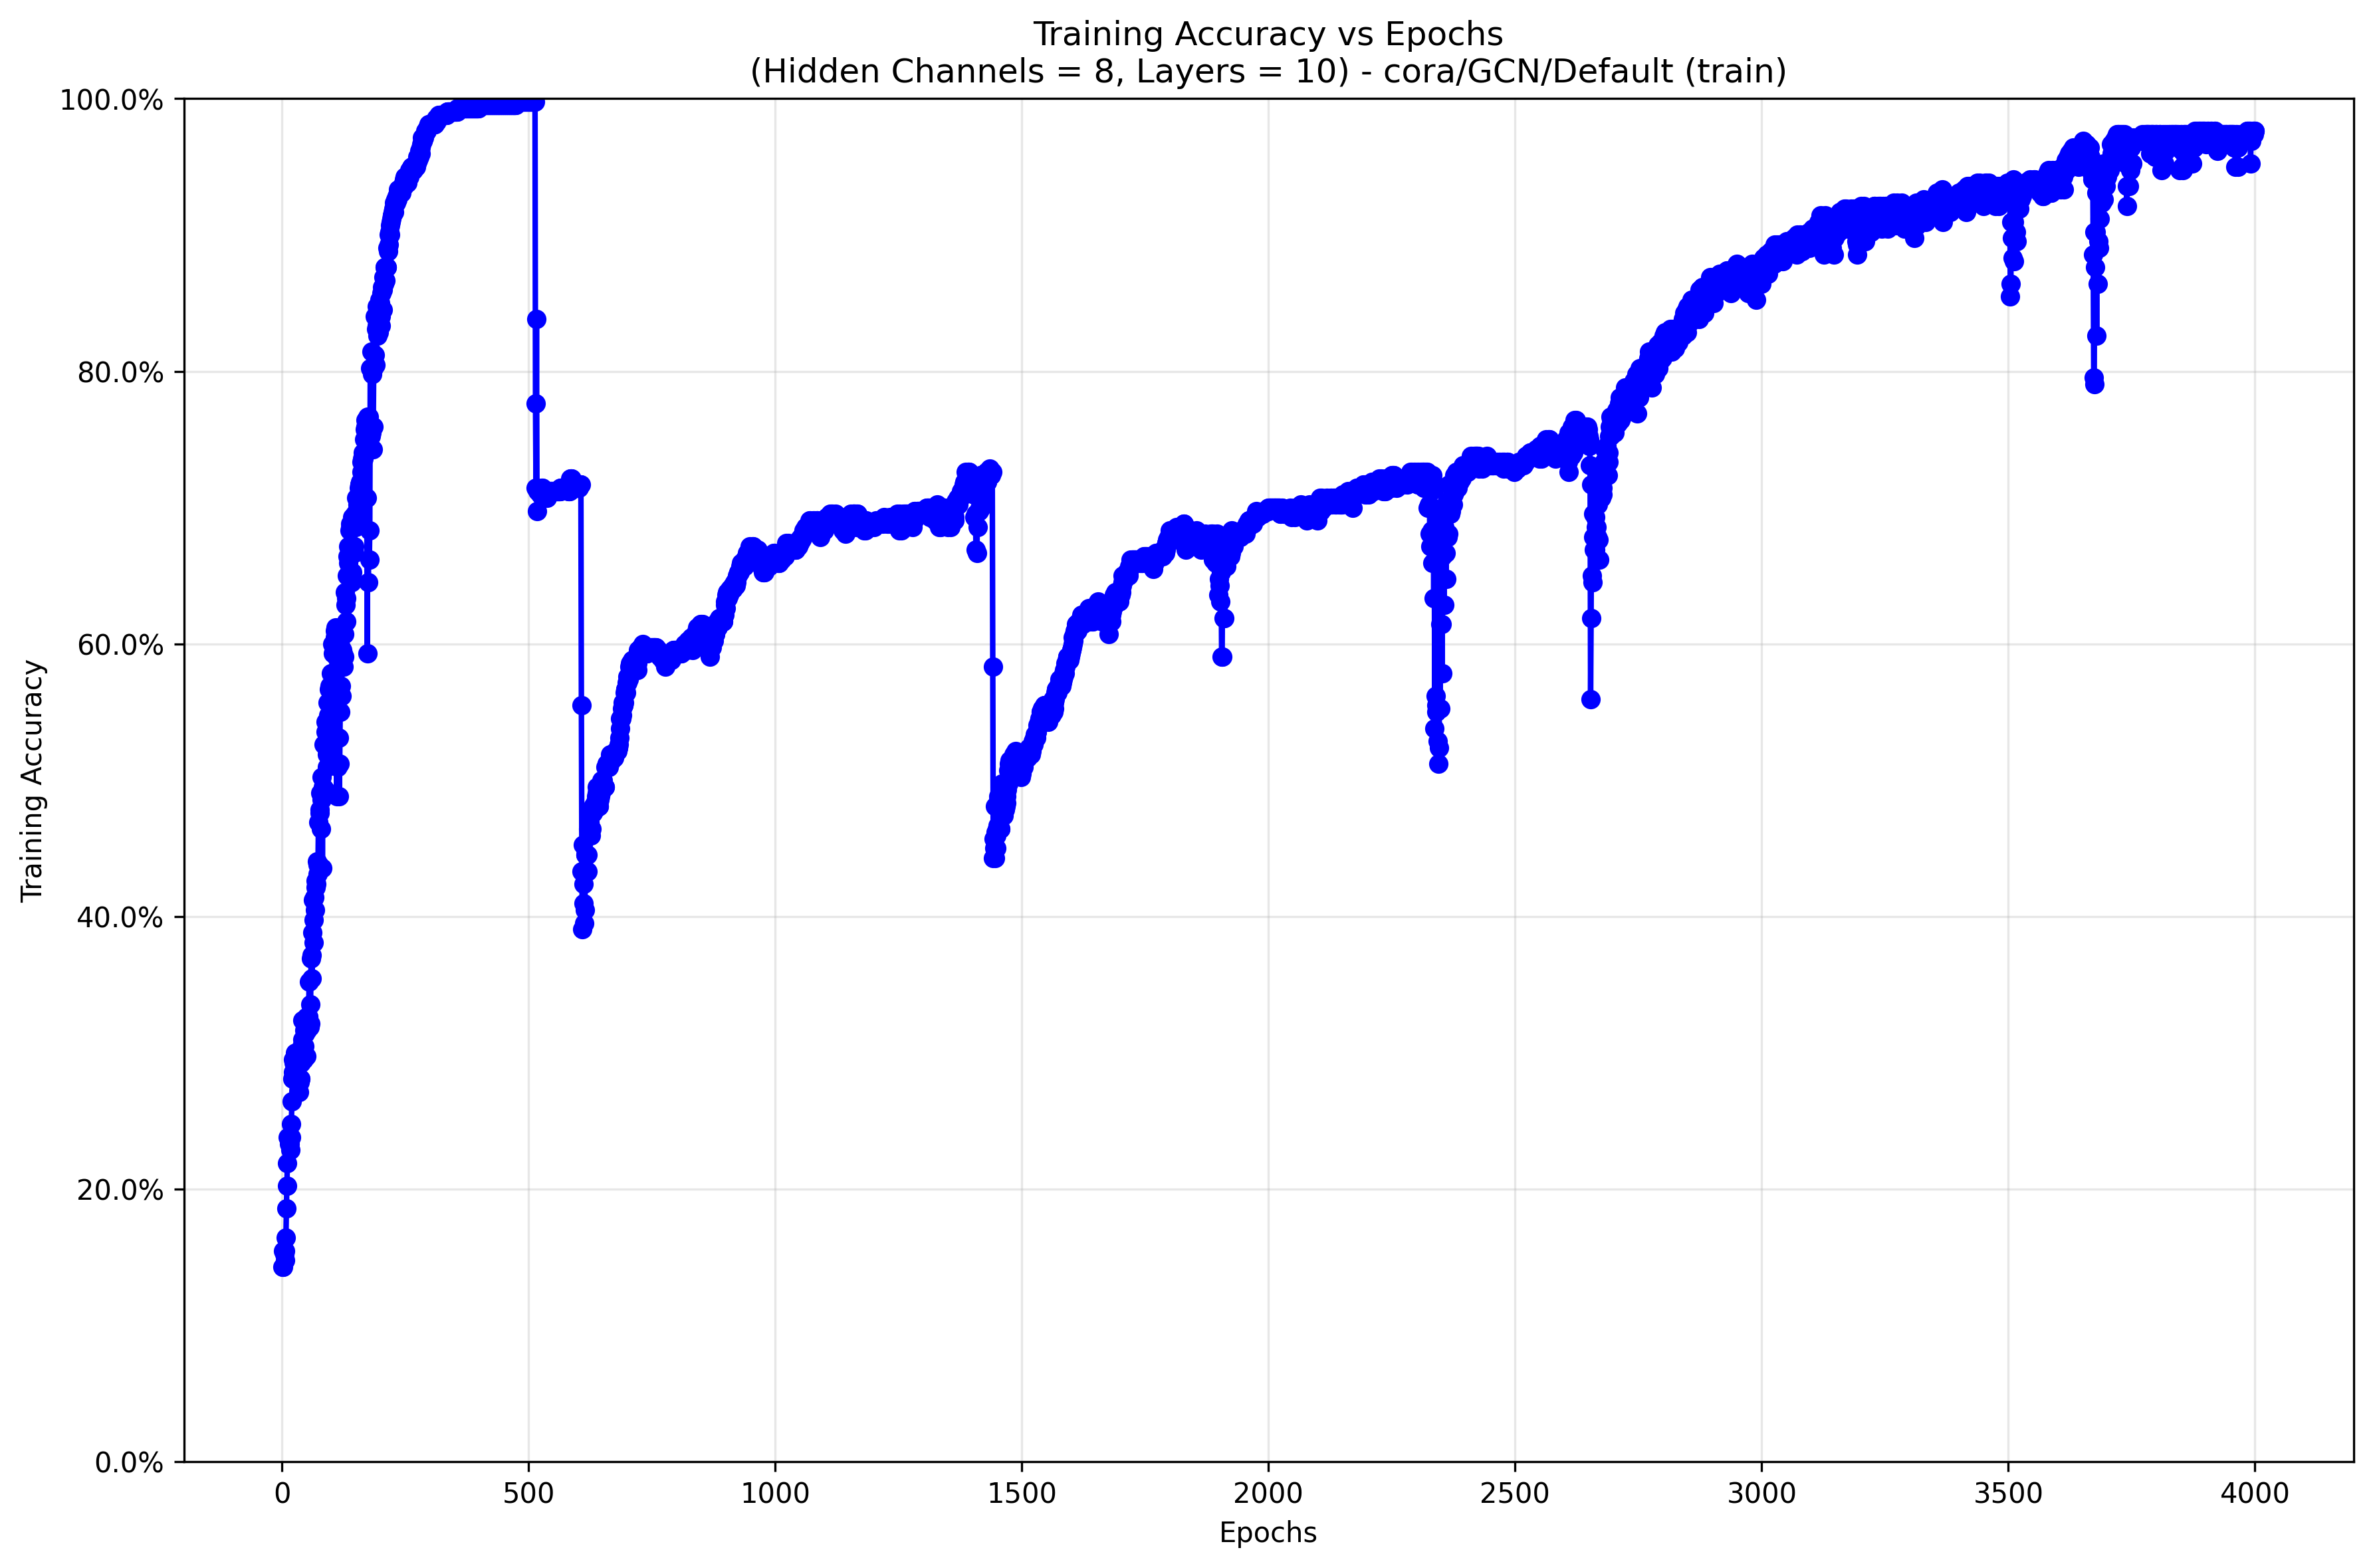 Training Accuracy vs Epochs
(Hidden Channels = 8, Layers = 10) - cora/GCN/Default (train)
100.0%
80.0%
60.0%
40.0%
20.0%
0.0%
Training Accuracy
0 500 1000 1500 2000 2500 3000 3500 4000
Epochs